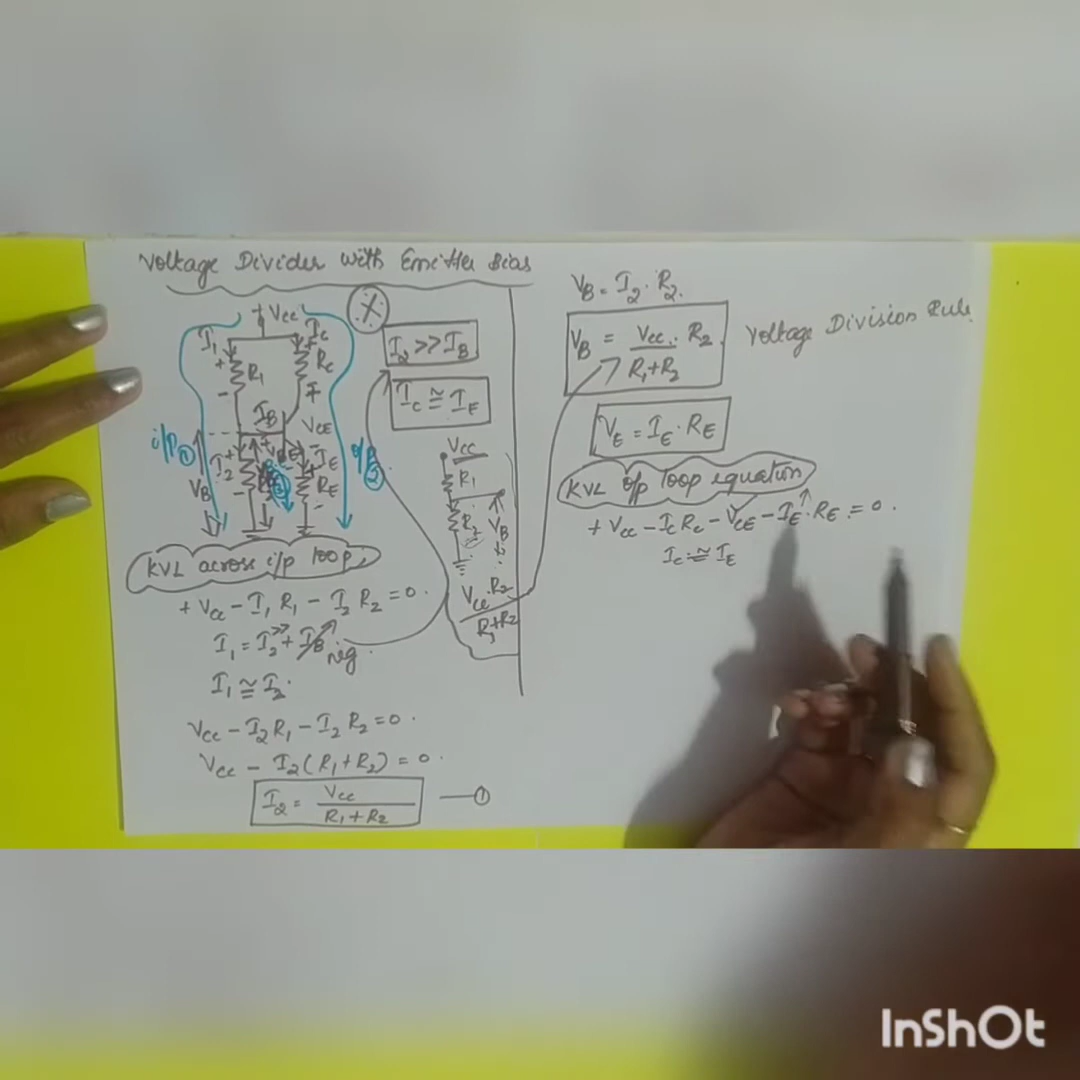 Voltage Divider with Emitter Bias
+ Vcc
X
I1
Ic
+
R1
Rc
-
IB
VCE
i/p 1
o/p 2
I2
IE
VB
RE
I2 >> IB
Ic ≅ IE
Vcc
R1
R2
VB
Vcc . R2
R1+R2
KVL across i/p loop
+ Vcc - I1 R1 - I2 R2 = 0.
I1 = I2 >> + IB neg.
I1 ≅ I2.
Vcc - I2 R1 - I2 R2 = 0.
Vcc - I2 (R1 + R2) = 0.
I2 = Vcc / R1 + R2 — 1
VB = I2 . R2.
VB = Vcc . R2. / R1 + R2
Voltage Division Rule.
VE = IE . RE
KVL o/p loop equation
+ Vcc - Ic Rc - VCE - IE . RE = 0.
Ic ≅ IE
InShOt